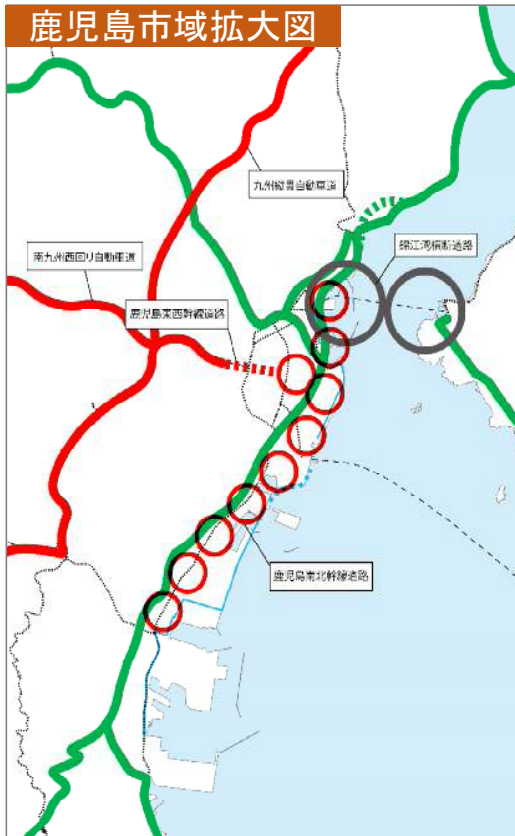 鹿児島市域拡大図
九州縦貫自動車道
錦江湾横断道路
南九州西回り自動車道
鹿児島東西幹線道路
鹿児島南北幹線道路